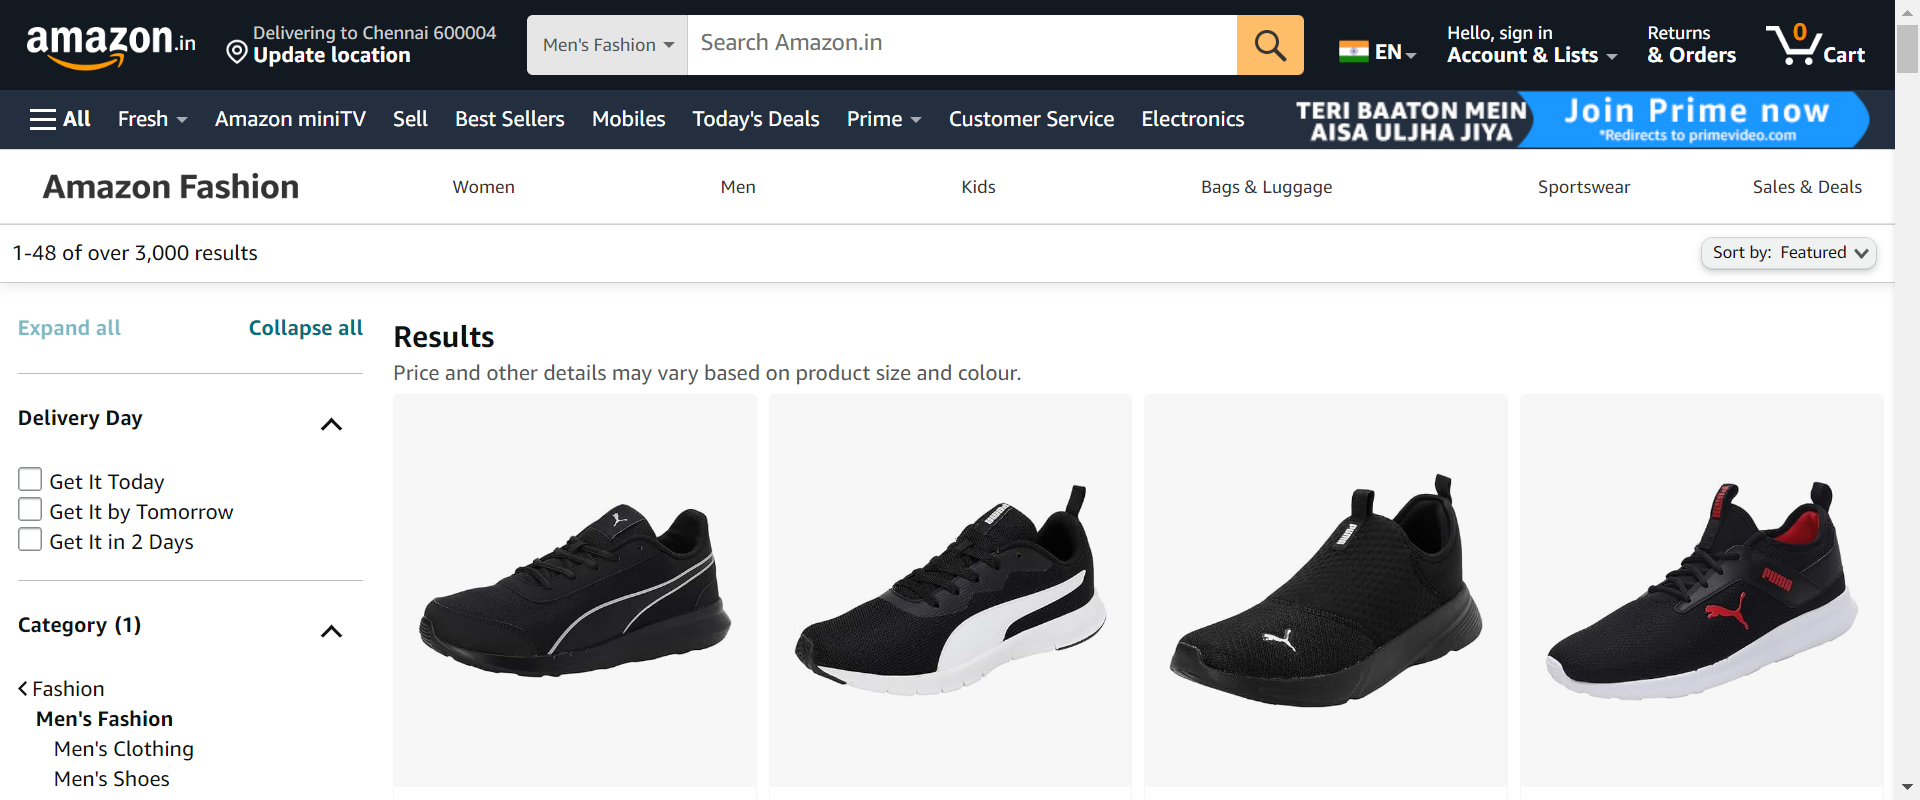 amazon.in
Delivering to Chennai 600004
Update location
Men's Fashion
Search Amazon.in
EN
Hello, sign in
Account & Lists
Returns
& Orders
0
Cart
All
Fresh
Amazon miniTV
Sell
Best Sellers
Mobiles
Today's Deals
Prime
Customer Service
Electronics
TERI BAATON MEIN
AISA ULJHA JIYA
Join Prime now
*Redirects to primevideo.com
Amazon Fashion
Women
Men
Kids
Bags & Luggage
Sportswear
Sales & Deals
1-48 of over 3,000 results
Sort by: Featured
Expand all
Collapse all
Results
Price and other details may vary based on product size and colour.
Delivery Day
Get It Today
Get It by Tomorrow
Get It in 2 Days
Category (1)
Fashion
Men's Fashion
Men's Clothing
Men's Shoes
puma
puma
PUMA
PUMA